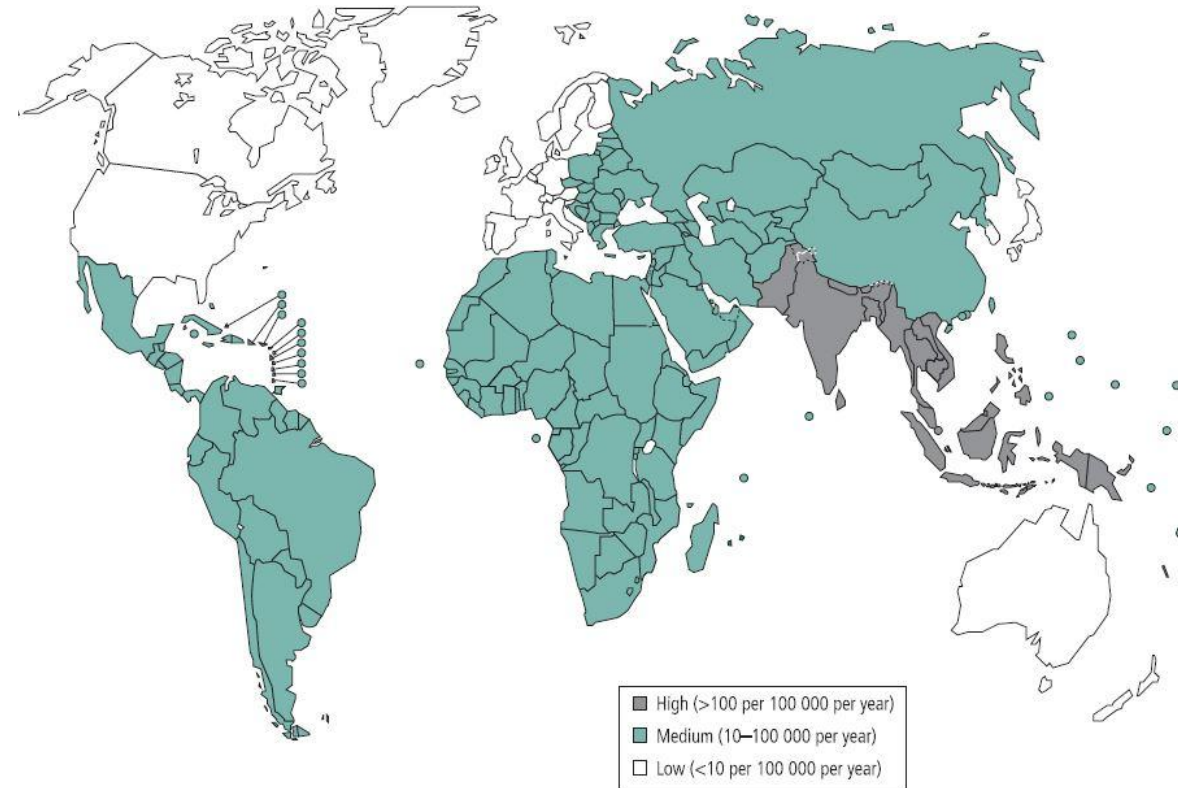 High (>100 per 100 000 per year)
Medium (10–100 000 per year)
Low (<10 per 100 000 per year)